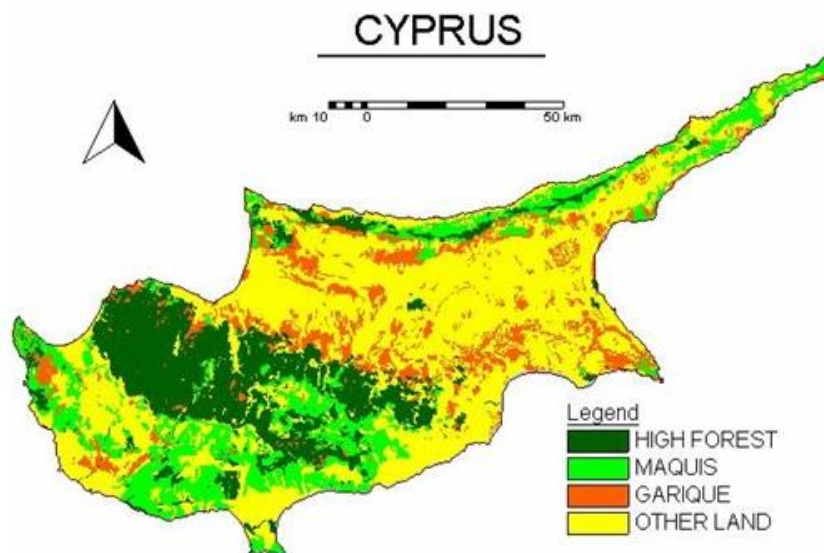 CYPRUS
km 10 0 50 km
Legend
HIGH FOREST
MAQUIS
GARIQUE
OTHER LAND